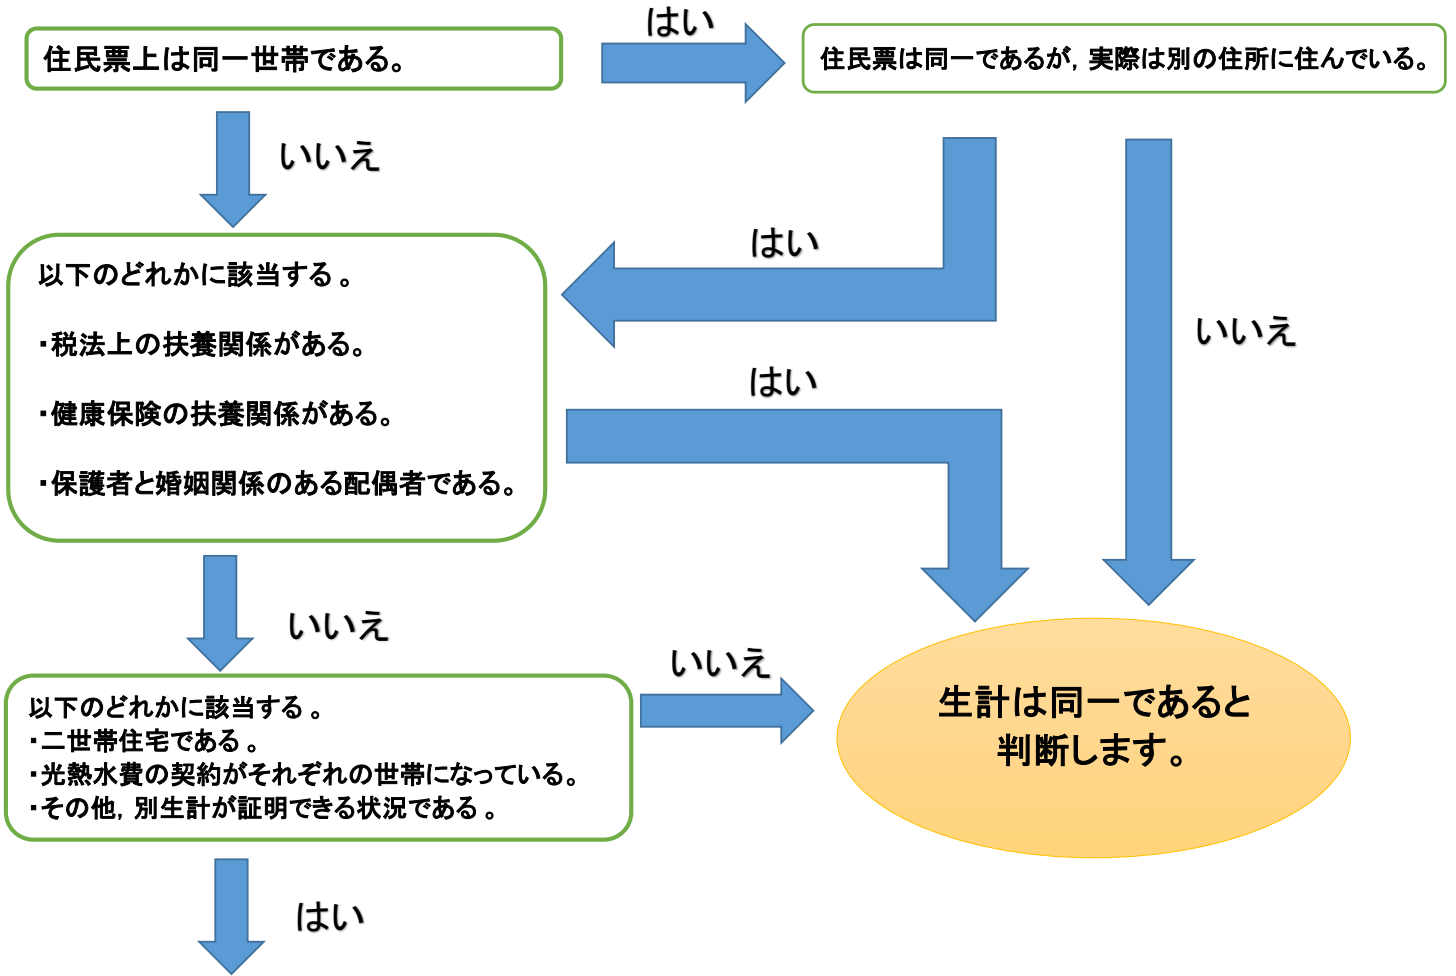 住民票上は同一世帯である。
はい
住民票は同一であるが，実際は別の住所に住んでいる。
いいえ
以下のどれかに該当する。
・税法上の扶養関係がある。
・健康保険の扶養関係がある。
・保護者と婚姻関係のある配偶者である。
はい
はい
いいえ
いいえ
以下のどれかに該当する。
・二世帯住宅である。
・光熱水費の契約がそれぞれの世帯になっている。
・その他，別生計が証明できる状況である。
いいえ
生計は同一であると
判断します。
はい